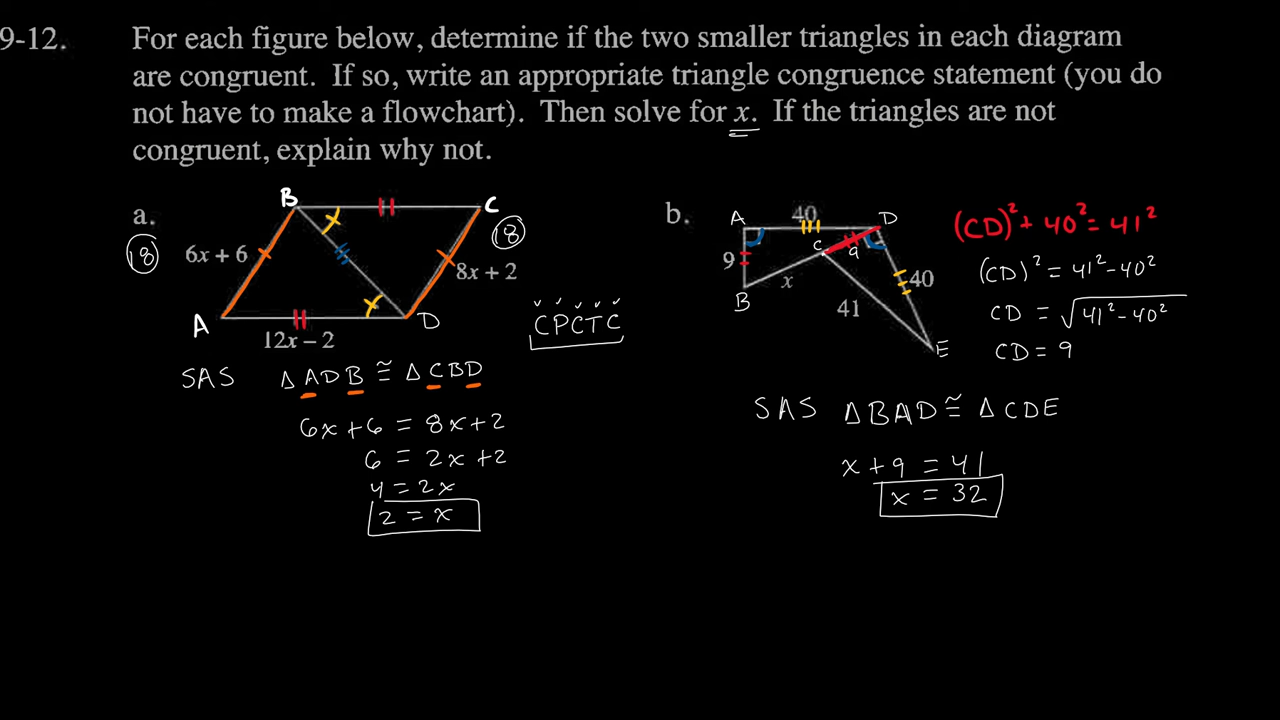 9-12. For each figure below, determine if the two smaller triangles in each diagram
are congruent. If so, write an appropriate triangle congruence statement (you do
not have to make a flowchart). Then solve for x. If the triangles are not
congruent, explain why not.
a.
B
C
18
6x + 6
18
8x + 2
A
D
12x − 2
CPCTC
SAS △ADB ≅ △CBD
6x + 6 = 8x + 2
6 = 2x + 2
4 = 2x
2 = x
b.
A
40
D
9
C
9
B
x
40
41
E
(CD)² + 40² = 41²
(CD)² = 41² - 40²
CD = √41² - 40²
CD = 9
SAS △BAD ≅ △CDE
x + 9 = 41
x = 32